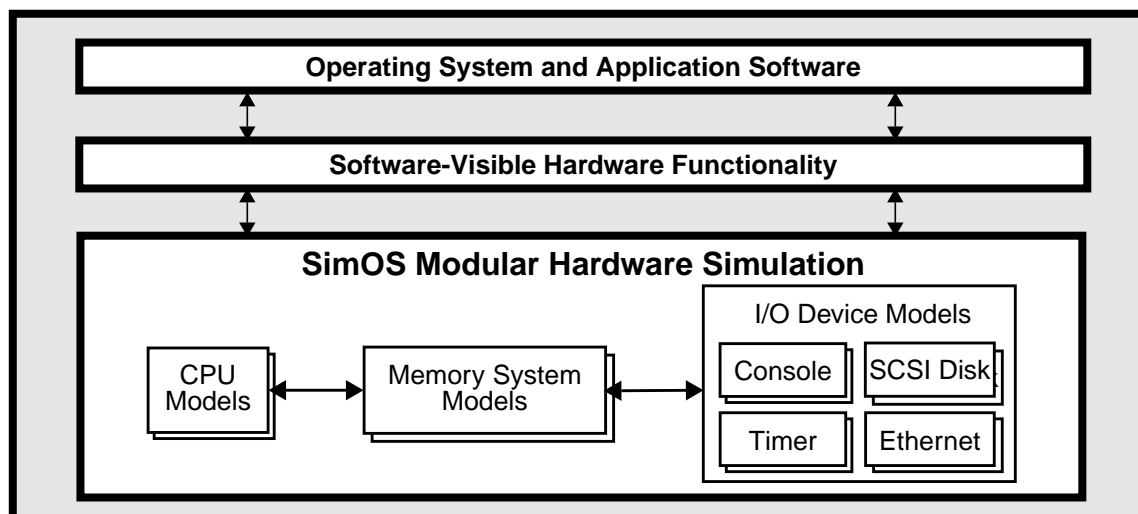 Operating System and Application Software
Software-Visible Hardware Functionality
SimOS Modular Hardware Simulation
I/O Device Models
CPU
Models
Memory System
Models
Console
SCSI Disk
Timer
Ethernet